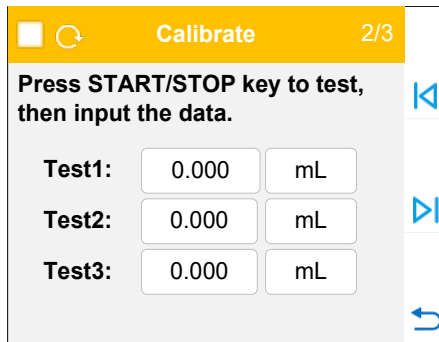 Calibrate 2/3
Press START/STOP key to test,
then input the data.
Test1: 0.000 mL
Test2: 0.000 mL
Test3: 0.000 mL